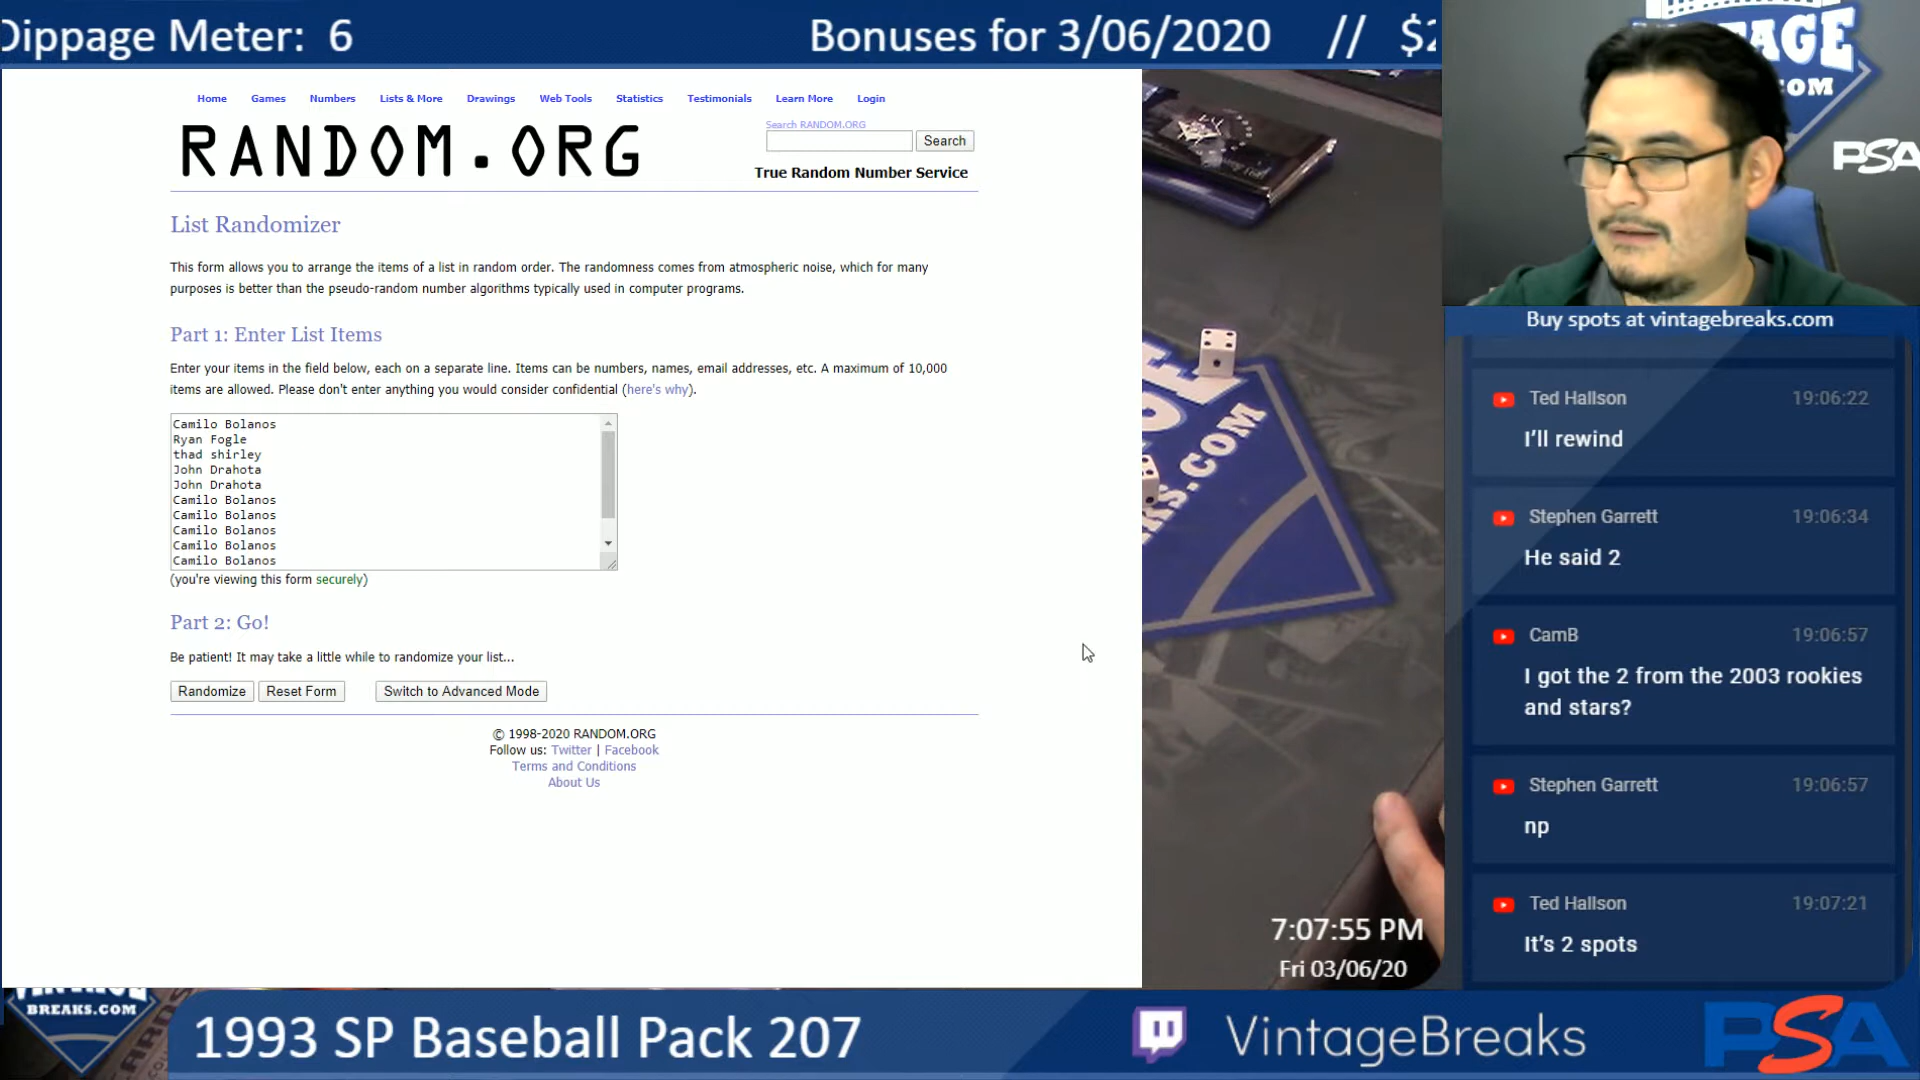 Dippage Meter: 6
Bonuses for 3/06/2020 // $2
Home Games Numbers Lists & More Drawings Web Tools Statistics Testimonials Learn More Login
RANDOM.ORG
Search RANDOM.ORG
Search
True Random Number Service
List Randomizer
This form allows you to arrange the items of a list in random order. The randomness comes from atmospheric noise, which for many
purposes is better than the pseudo-random number algorithms typically used in computer programs.
Part 1: Enter List Items
Enter your items in the field below, each on a separate line. Items can be numbers, names, email addresses, etc. A maximum of 10,000
items are allowed. Please don't enter anything you would consider confidential (here's why).
Camilo Bolanos
Ryan Fogle
thad shirley
John Drahota
John Drahota
Camilo Bolanos
Camilo Bolanos
Camilo Bolanos
Camilo Bolanos
Camilo Bolanos
(you're viewing this form securely)
Part 2: Go!
Be patient! It may take a little while to randomize your list...
Randomize Reset Form Switch to Advanced Mode
© 1998-2020 RANDOM.ORG
Follow us: Twitter | Facebook
Terms and Conditions
About Us
.COM
7:07:55 PM
Fri 03/06/20
TAGE
.COM
PSA
Buy spots at vintagebreaks.com
Ted Hallson 19:06:22
I'll rewind
Stephen Garrett 19:06:34
He said 2
CamB 19:06:57
I got the 2 from the 2003 rookies
and stars?
Stephen Garrett 19:06:57
np
Ted Hallson 19:07:21
It's 2 spots
VINTAGE
BREAKS.COM
1993 SP Baseball Pack 207
VintageBreaks
PSA